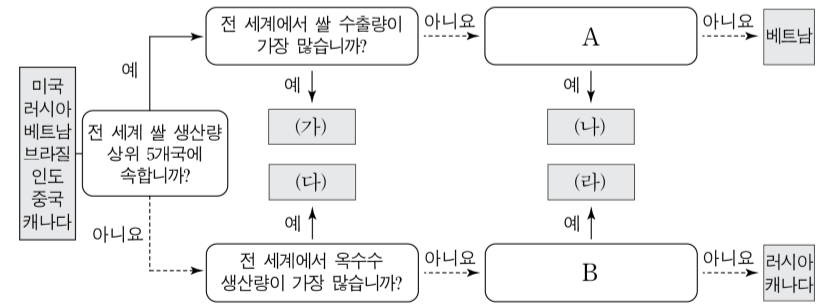 전 세계에서 쌀 수출량이
가장 많습니까?
아니요
A
아니요
베트남
예
예
예
미국
러시아
베트남
브라질
인도
중국
캐나다
전 세계 쌀 생산량
상위 5개국에
속합니까?
(가)
(나)
(다)
(라)
아니요
예
예
전 세계에서 옥수수
생산량이 가장 많습니까?
아니요
B
아니요
러시아
캐나다